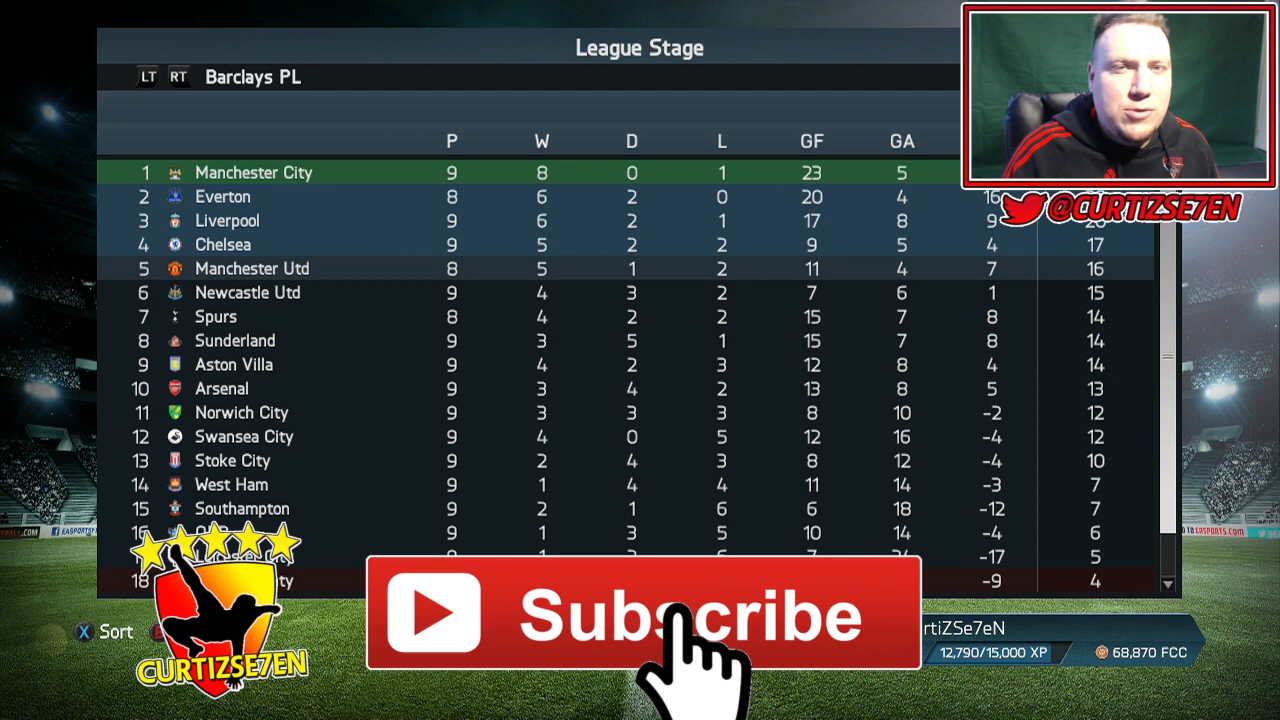 League Stage
LT RT Barclays PL
P W D L GF GA
1 Manchester City 9 8 0 1 23 5
2 Everton 8 6 2 0 20 4 16
3 Liverpool 9 6 2 1 17 8 9 20
4 Chelsea 9 5 2 2 9 5 4 17
5 Manchester Utd 8 5 1 2 11 4 7 16
6 Newcastle Utd 9 4 3 2 7 6 1 15
7 Spurs 8 4 2 2 15 7 8 14
8 Sunderland 9 3 5 1 15 7 8 14
9 Aston Villa 9 4 2 3 12 8 4 14
10 Arsenal 9 3 4 2 13 8 5 13
11 Norwich City 9 3 3 3 8 10 -2 12
12 Swansea City 9 4 0 5 12 16 -4 12
13 Stoke City 9 2 4 3 8 12 -4 10
14 West Ham 9 1 4 4 11 14 -3 7
15 Southampton 9 2 1 6 6 18 -12 7
16 9 1 3 5 10 14 -4 6
-17 5
18 ty -9 4
@CURTIZSE7EN
X Sort
CURTIZSE7EN
Subscribe
rtiZSe7eN
12,790/15,000 XP 68,870 FCC